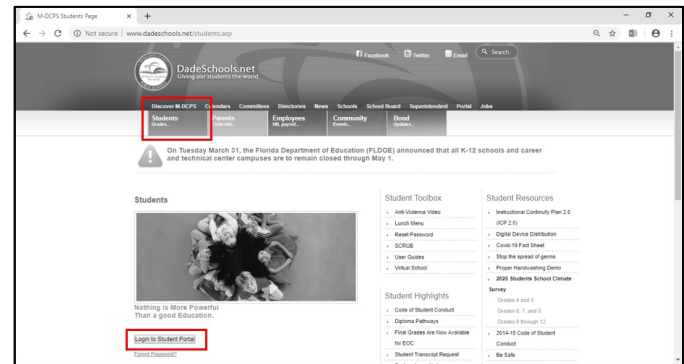 M-DCPS Students Page
Not secure | www.dadeschools.net/students.asp
Facebook Twitter Email Search
DadeSchools.net
Giving our students the world
Discover M-DCPS Calendars Committees Directories News Schools School Board Superintendent Portal Jobs
Students Parents Employees Community Bond
Grades... Child info... HR, payroll... Events... Updates...
On Tuesday March 31, the Florida Department of Education (FLDOE) announced that all K-12 schools and career
and technical center campuses are to remain closed through May 1.
Students
Nothing is More Powerful
Than a good Education.
Login to Student Portal
Forgot Password?
Student Toolbox
Anti-Violence Video
Lunch Menu
Reset Password
SCRUB
User Guides
Virtual School
Student Highlights
Code of Student Conduct
Diploma Pathways
Final Grades Are Now Available
for EOC
Student Transcript Request
Student Resources
Instructional Continuity Plan 2.0
(ICP 2.0)
Digital Device Distribution
Covid-19 Fact Sheet
Stop the spread of germs
Proper Handwashing Demo
2020 Students School Climate
Survey
Grades 4 and 5
Grades 6, 7, and 8
Grades 9 through 12
2014-15 Code of Student
Conduct
Be Safe